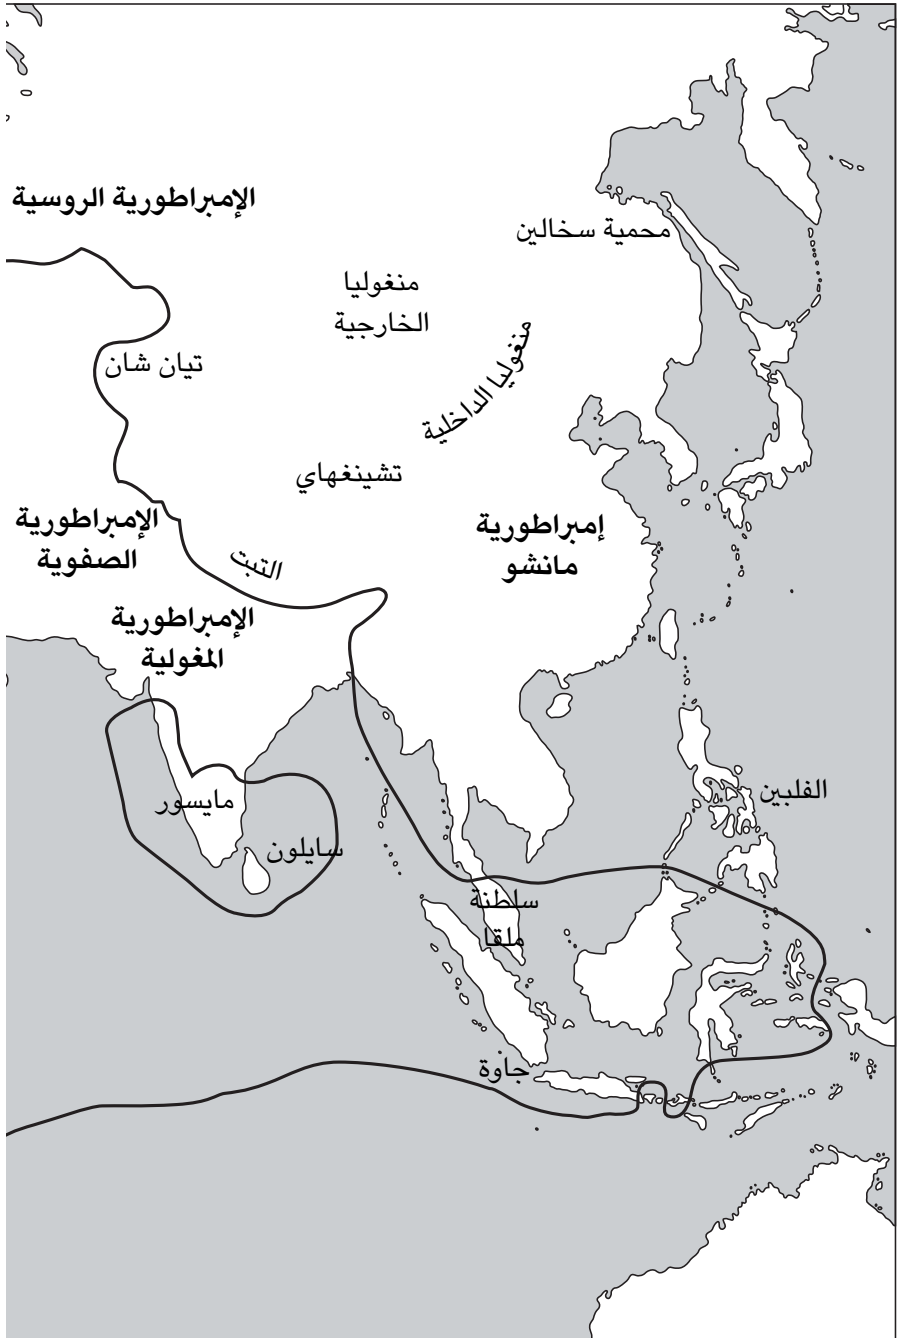 الإمبراطورية الروسية
محمية سخالين
منغوليا
الخارجية
منغوليا الداخلية
تيان شان
تشينغهاي
الإمبراطورية
الصفوية
إمبراطورية
مانشو
التبت
الإمبراطورية
المغولية
الفلبين
مايسور
سايلون
سلطنة
ملقا
جاوة